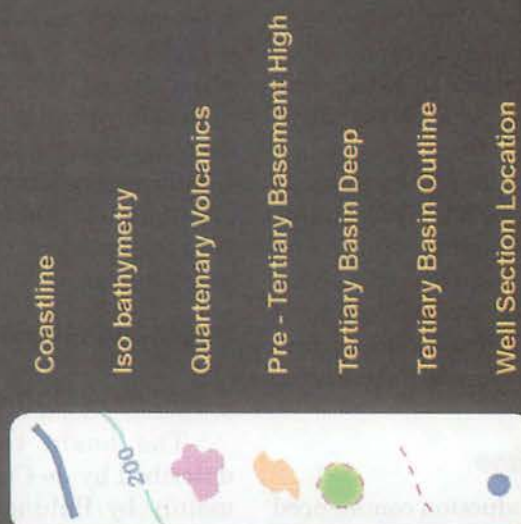 Coastline
200
Iso bathymetry
Quartenary Volcanics
Pre - Tertiary Basement High
Tertiary Basin Deep
Tertiary Basin Outline
Well Section Location